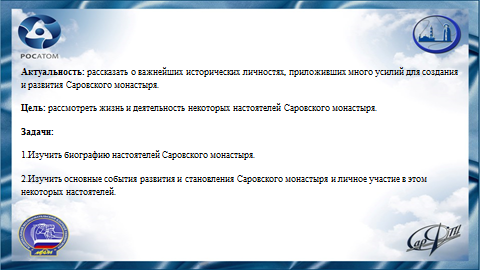 РОСАТОМ
Актуальность: рассказать о важнейших исторических личностях, приложивших много усилий для создания
и развития Саровского монастыря.
Цель: рассмотреть жизнь и деятельность некоторых настоятелей Саровского монастыря.
Задачи:
1.Изучить биографию настоятелей Саровского монастыря.
2.Изучить основные события развития и становления Саровского монастыря и личное участие в этом
некоторых настоятелей.